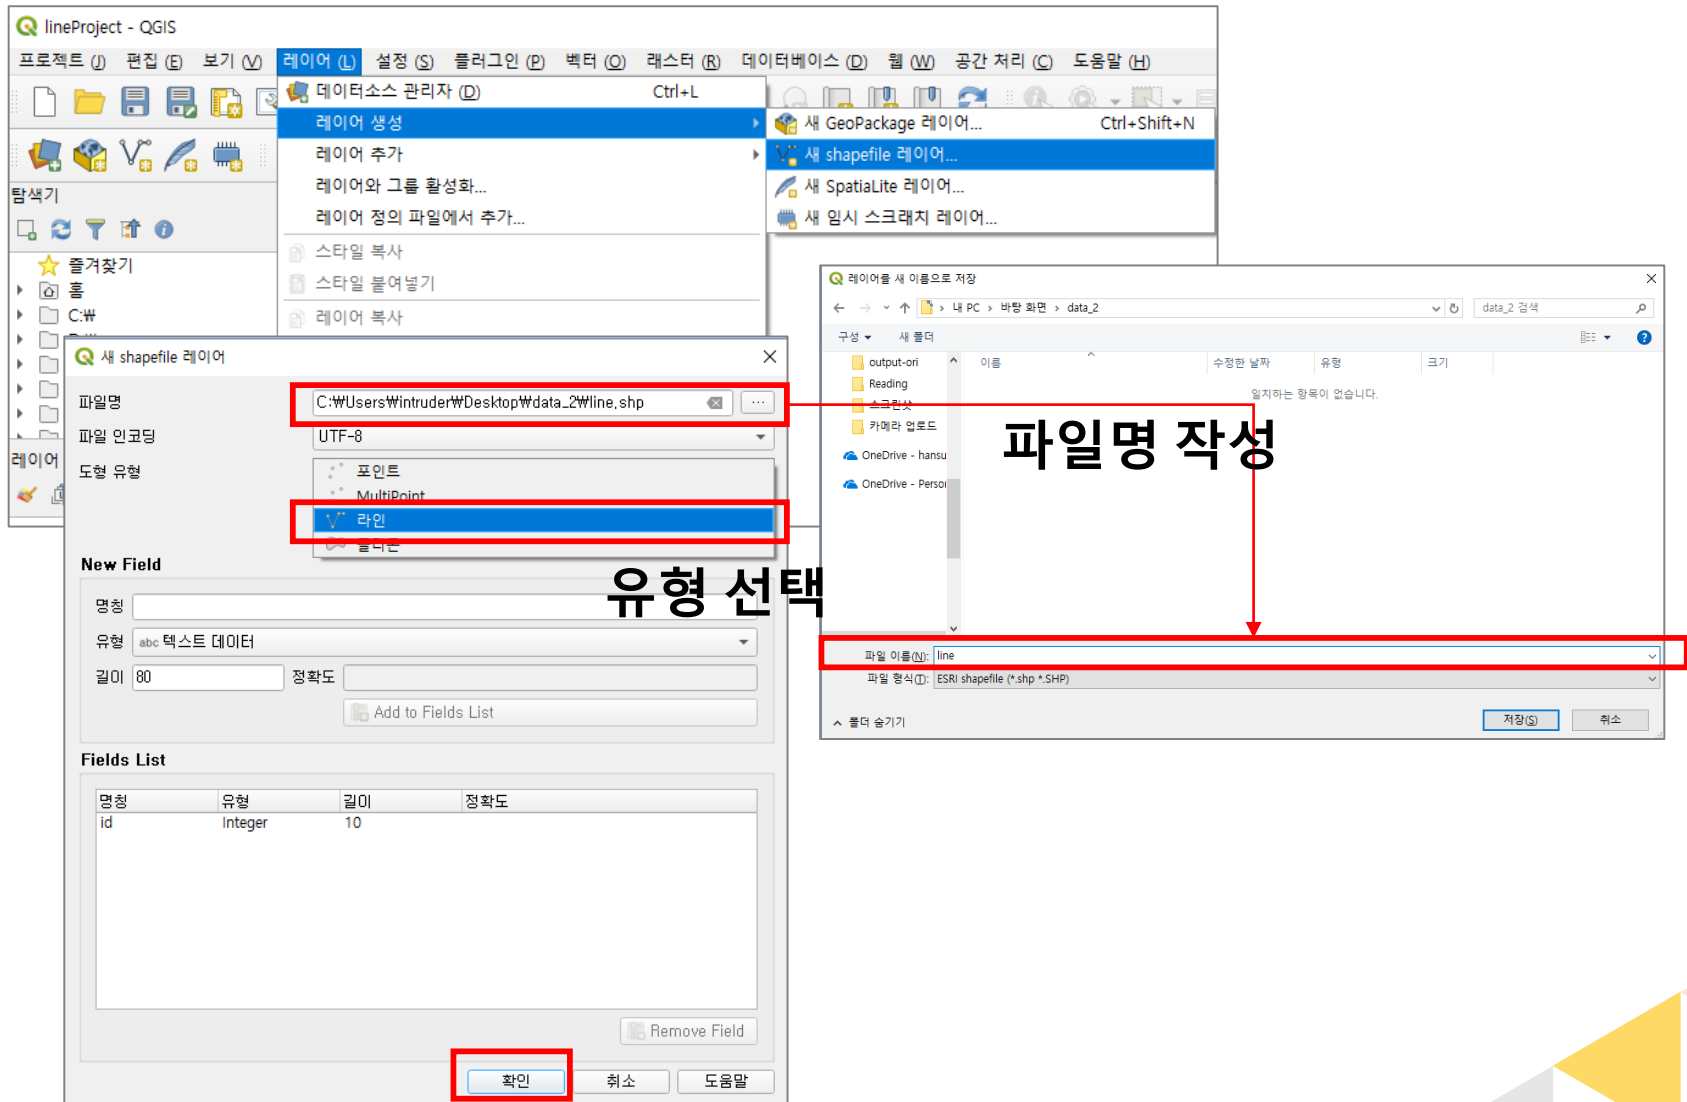 lineProject - QGIS
프로젝트 (J) 편집 (E) 보기 (V) 레이어 (L) 설정 (S) 플러그인 (P) 벡터 (O) 래스터 (R) 데이터베이스 (D) 웹 (W) 공간 처리 (C) 도움말 (H)
데이터소스 관리자 (D) Ctrl+L
레이어 생성
레이어 추가
레이어와 그룹 활성화...
레이어 정의 파일에서 추가...
스타일 복사
스타일 붙여넣기
레이어 복사
새 GeoPackage 레이어... Ctrl+Shift+N
새 shapefile 레이어...
새 SpatiaLite 레이어...
새 임시 스크래치 레이어...
탐색기
즐겨찾기
홈
C:₩
레이어
새 shapefile 레이어
파일명 C:₩Users₩intruder₩Desktop₩data_2₩line.shp ...
파일 인코딩 UTF-8
도형 유형
포인트
MultiPoint
라인
폴리곤
유형 선택
New Field
명칭
유형 abc 텍스트 데이터
길이 80 정확도
Add to Fields List
Fields List
명칭 유형 길이 정확도
id Integer 10
Remove Field
확인 취소 도움말
레이어를 새 이름으로 저장
내 PC > 바탕 화면 > data_2
data_2 검색
구성 새 폴더
output-ori
Reading
스크린샷
카메라 업로드
OneDrive - hansu
OneDrive - Person
이름 수정한 날짜 유형 크기
일치하는 항목이 없습니다.
파일명 작성
파일 이름(N): line
파일 형식(T): ESRI shapefile (*.shp *.SHP)
폴더 숨기기
저장(S) 취소